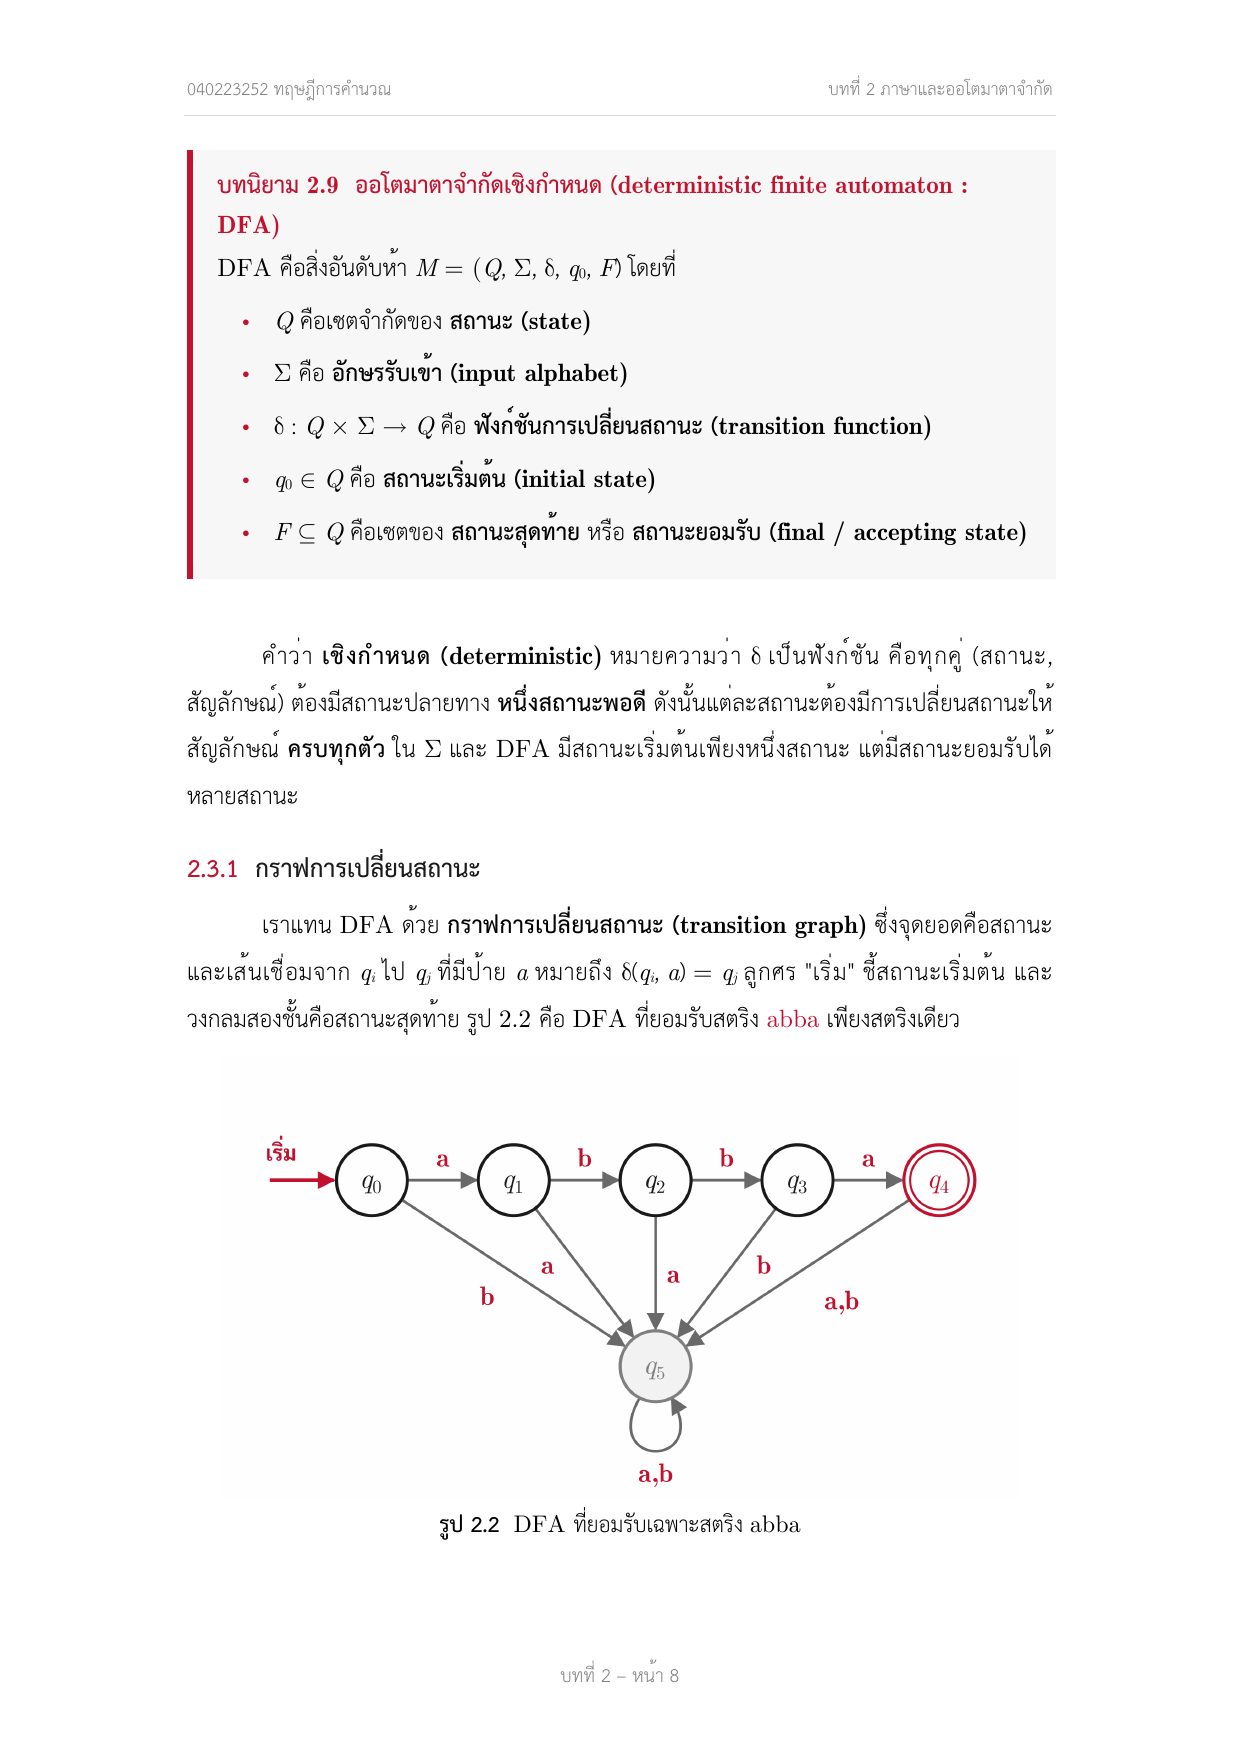 040223252 ทฤษฎีการคำนวณ
บทที่ 2 ภาษาและออโตมาตาจำกัด
บทนิยาม 2.9 ออโตมาตาจำกัดเชิงกำหนด (deterministic finite automaton :
DFA)
DFA คือสิ่งอันดับห้า M = (Q, Σ, δ, q₀, F) โดยที่
• Q คือเซตจำกัดของ สถานะ (state)
• Σ คือ อักษรรับเข้า (input alphabet)
• δ : Q × Σ → Q คือ ฟังก์ชันการเปลี่ยนสถานะ (transition function)
• q₀ ∈ Q คือ สถานะเริ่มต้น (initial state)
• F ⊆ Q คือเซตของ สถานะสุดท้าย หรือ สถานะยอมรับ (final / accepting state)
คำว่า เชิงกำหนด (deterministic) หมายความว่า δ เป็นฟังก์ชัน คือทุกคู่ (สถานะ,
สัญลักษณ์) ต้องมีสถานะปลายทาง หนึ่งสถานะพอดี ดังนั้นแต่ละสถานะต้องมีการเปลี่ยนสถานะให้
สัญลักษณ์ ครบทุกตัว ใน Σ และ DFA มีสถานะเริ่มต้นเพียงหนึ่งสถานะ แต่มีสถานะยอมรับได้
หลายสถานะ
2.3.1 กราฟการเปลี่ยนสถานะ
เราแทน DFA ด้วย กราฟการเปลี่ยนสถานะ (transition graph) ซึ่งจุดยอดคือสถานะ
และเส้นเชื่อมจาก qᵢ ไป qⱼ ที่มีป้าย a หมายถึง δ(qᵢ, a) = qⱼ ลูกศร "เริ่ม" ชี้สถานะเริ่มต้น และ
วงกลมสองชั้นคือสถานะสุดท้าย รูป 2.2 คือ DFA ที่ยอมรับสตริง abba เพียงสตริงเดียว
เริ่ม a b b a
q₀ q₁ q₂ q₃ q₄
b a a b a,b
q₅
a,b
รูป 2.2 DFA ที่ยอมรับเฉพาะสตริง abba
บทที่ 2 – หน้า 8